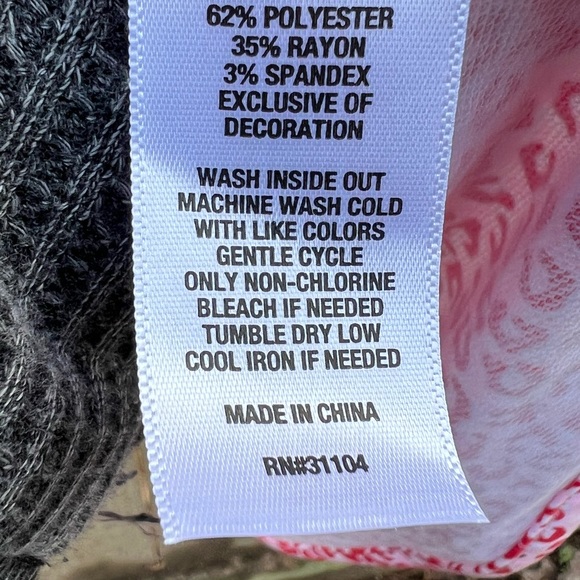 62% POLYESTER
35% RAYON
3% SPANDEX
EXCLUSIVE OF
DECORATION
WASH INSIDE OUT
MACHINE WASH COLD
WITH LIKE COLORS
GENTLE CYCLE
ONLY NON-CHLORINE
BLEACH IF NEEDED
TUMBLE DRY LOW
COOL IRON IF NEEDED
MADE IN CHINA
RN#31104